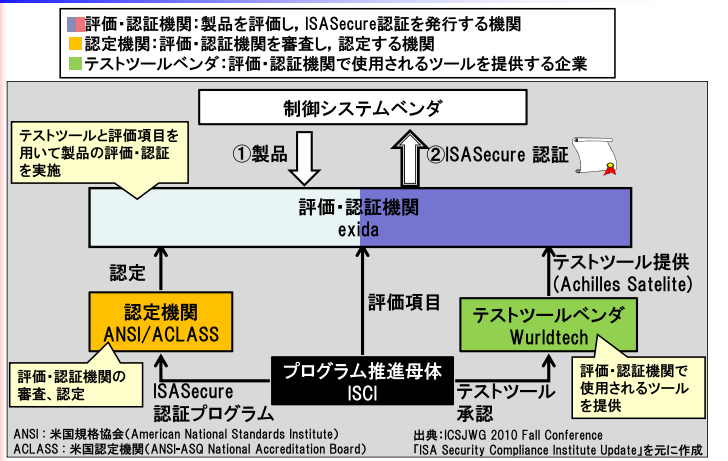 評価・認証機関：製品を評価し，ISASecure認証を発行する機関
認定機関：評価・認証機関を審査し，認定する機関
テストツールベンダ：評価・認証機関で使用されるツールを提供する企業
制御システムベンダ
テストツールと評価項目を
用いて製品の評価・認証
を実施
①製品
②ISASecure 認証
評価・認証機関
exida
認定
評価項目
テストツール提供
(Achilles Satelite)
認定機関
ANSI/ACLASS
テストツールベンダ
Wurldtech
評価・認証機関の
審査、認定
ISASecure
認証プログラム
プログラム推進母体
ISCI
テストツール
承認
評価・認証機関で
使用されるツール
を提供
ANSI：米国規格協会(American National Standards Institute)
ACLASS：米国認定機関(ANSI-ASQ National Accreditation Board)
出典：ICSJWG 2010 Fall Conference
「ISA Security Compliance Institute Update」を元に作成